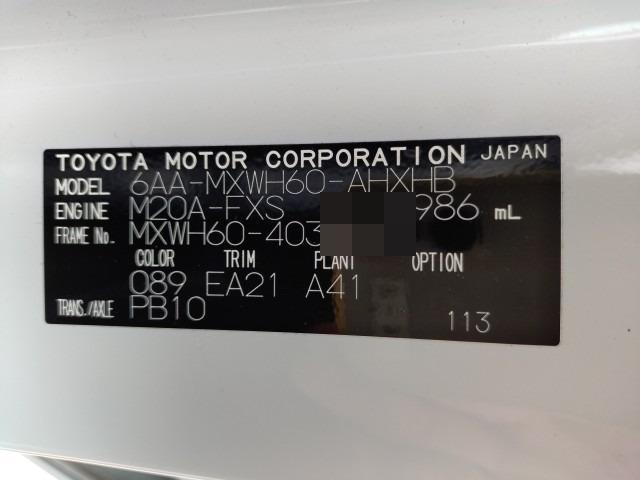 TOYOTA MOTOR CORPORATION JAPAN
MODEL 6AA-MXWH60-AHXHB
ENGINE M20A-FXS 986 mL
FRAME No. MXWH60-403
COLOR TRIM PLANT OPTION
089 EA21 A41
TRANS./AXLE PB10
113